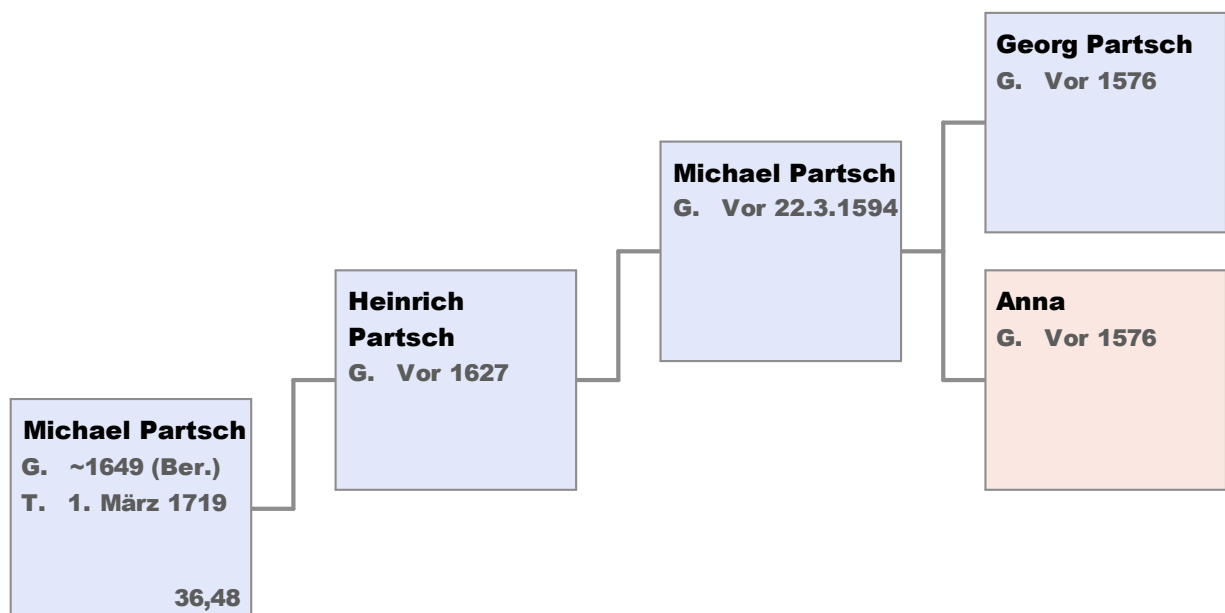 Georg Partsch
G. Vor 1576
Michael Partsch
G. Vor 22.3.1594
Heinrich
Partsch
G. Vor 1627
Anna
G. Vor 1576
Michael Partsch
G. ~1649 (Ber.)
T. 1. März 1719
36,48